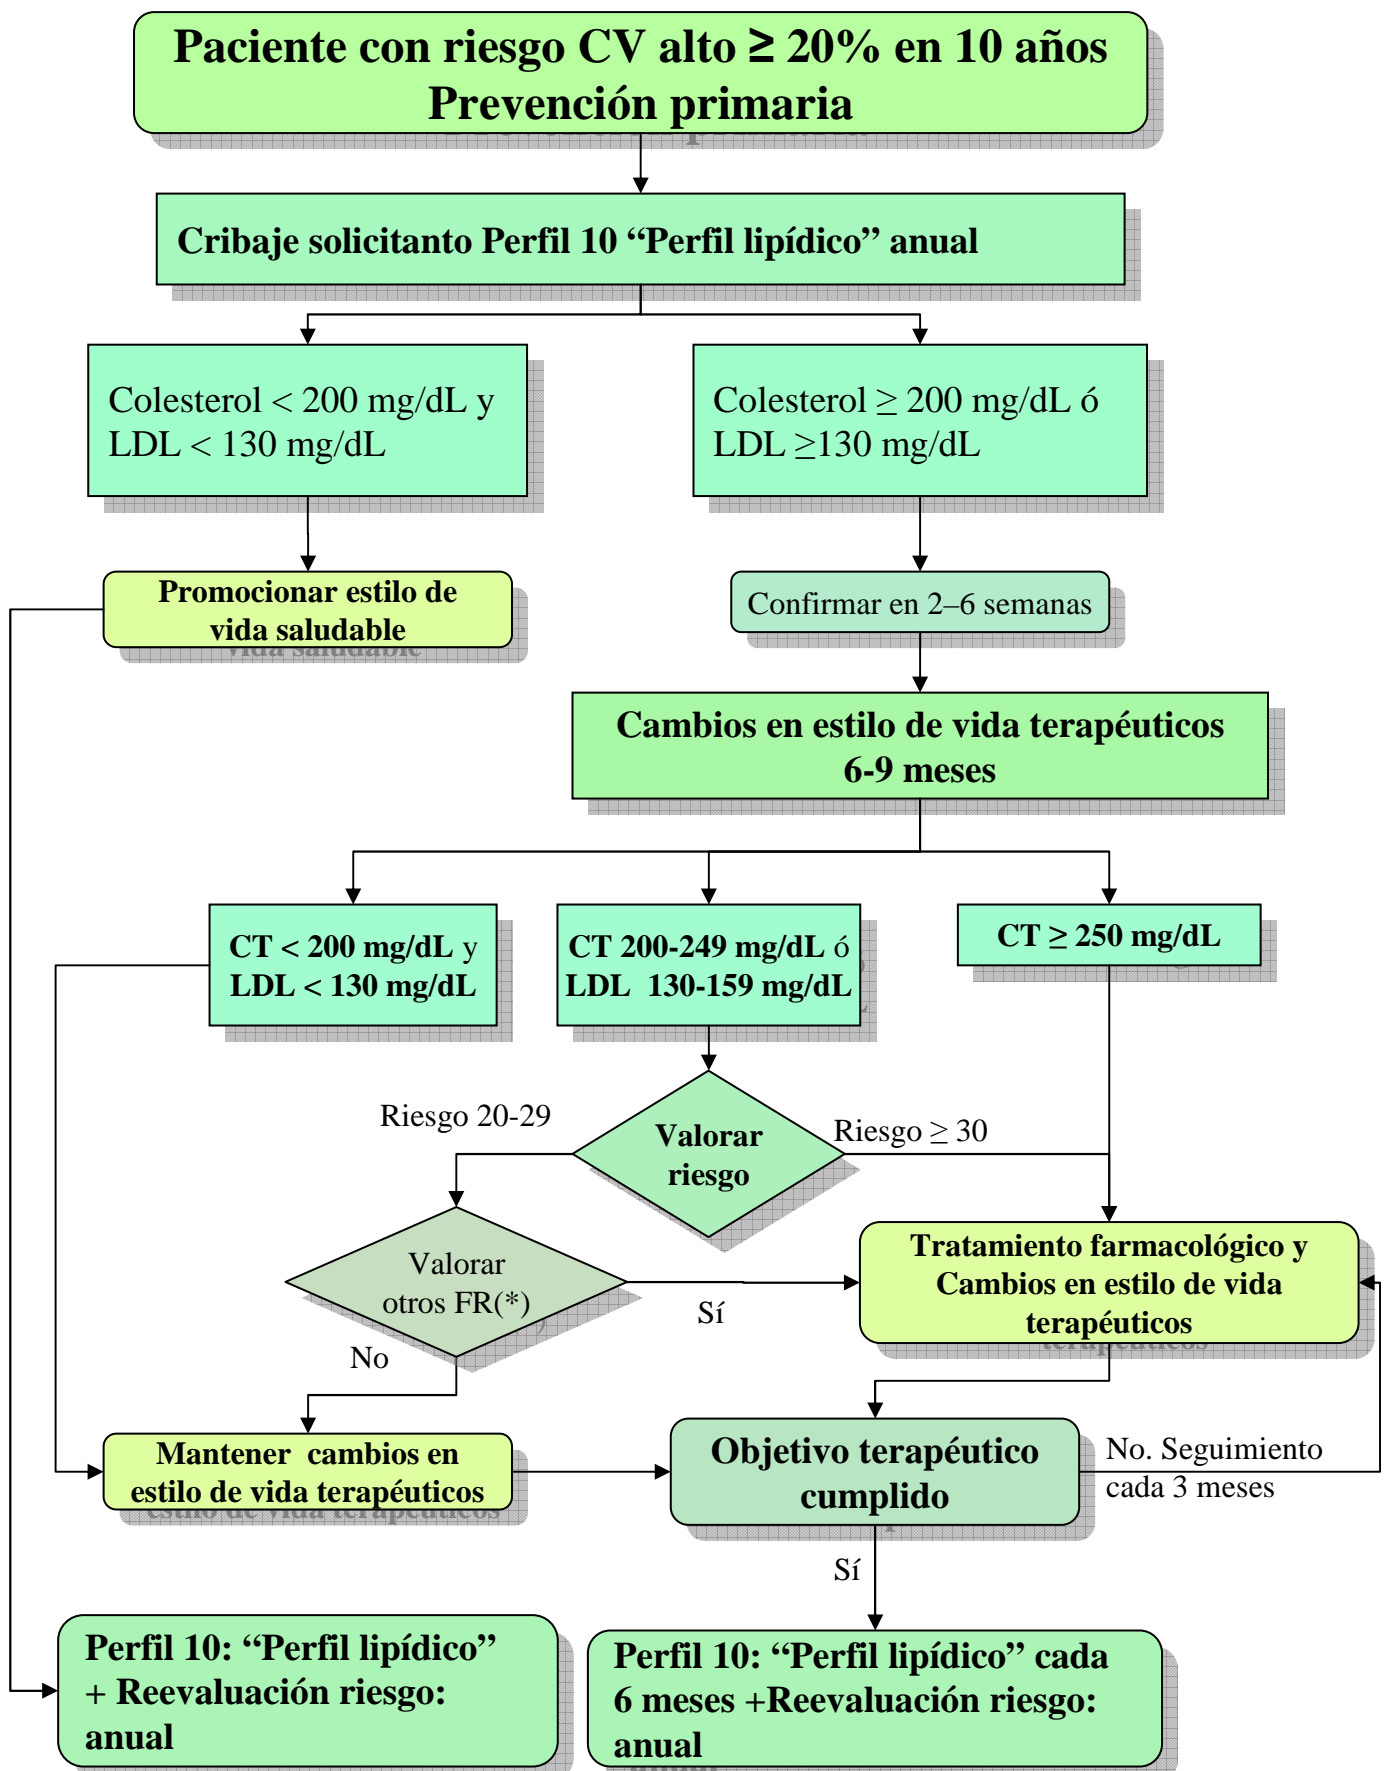 Paciente con riesgo CV alto ≥ 20% en 10 años
Prevención primaria
Cribaje solicitanto Perfil 10 “Perfil lipídico” anual
Colesterol < 200 mg/dL y
LDL < 130 mg/dL
Colesterol ≥ 200 mg/dL ó
LDL ≥130 mg/dL
Promocionar estilo de
vida saludable
Confirmar en 2–6 semanas
Cambios en estilo de vida terapéuticos
6-9 meses
CT < 200 mg/dL y
LDL < 130 mg/dL
CT 200-249 mg/dL ó
LDL  130-159 mg/dL
CT ≥ 250 mg/dL
Riesgo 20-29
Valorar
riesgo
Riesgo ≥ 30
Valorar
otros FR(*)
Sí
No
Tratamiento farmacológico y
Cambios en estilo de vida
terapéuticos
Mantener  cambios en
estilo de vida terapéuticos
Objetivo terapéutico
cumplido
No. Seguimiento
cada 3 meses
Sí
Perfil 10: “Perfil lipídico”
+ Reevaluación riesgo:
anual
Perfil 10: “Perfil lipídico” cada
6 meses +Reevaluación riesgo:
anual